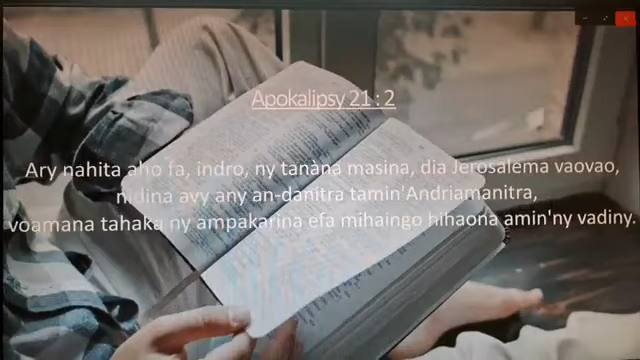 Apokalipsy 21 : 2
Ary nahita aho fa, indro, ny tanàna masina, dia Jerosalema vaovao,
nidina avy any an-danitra tamin'Andriamanitra,
voamana tahaka ny ampakarina efa mihaingo hihaona amin'ny vadiny.